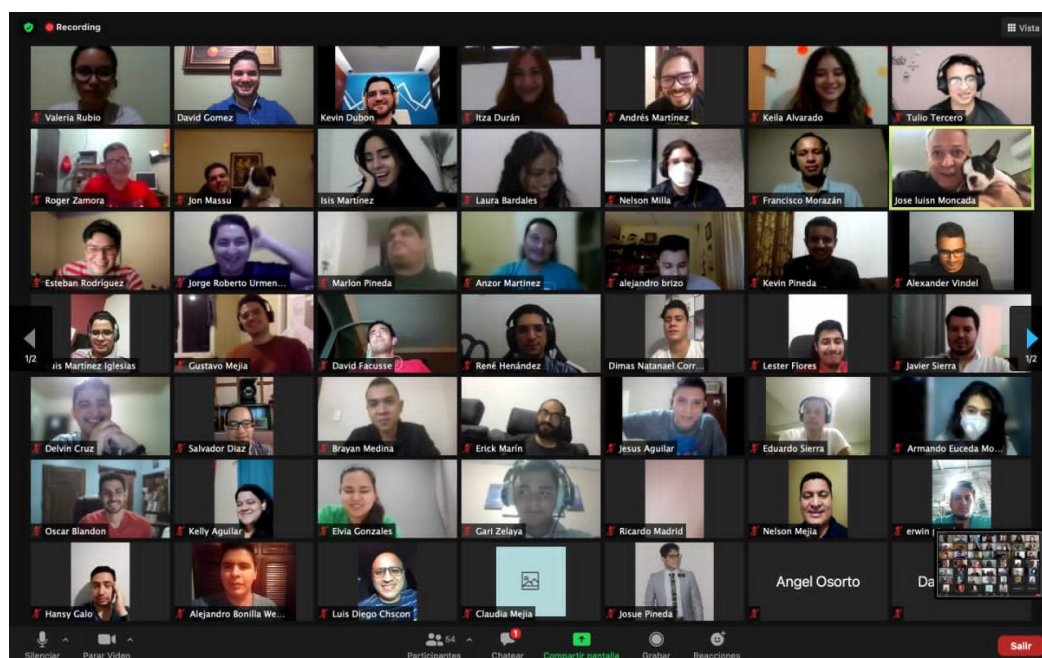 Recording
Vista
Valeria Rubio
David Gomez
Kevin Dubon
Itza Durán
Andrés Martínez
Keila Alvarado
Tulio Tercero
Roger Zamora
Jon Massu
Isis Martínez
Laura Bardales
Nelson Milla
Francisco Morazán
Jose luisn Moncada
Esteban Rodríguez
Jorge Roberto Urmen...
Marlon Pineda
Anzor Martinez
alejandro brizo
Kevin Pineda
Alexander Vindel
1/2
uis Martínez Iglesias
Gustavo Mejia
David Facusse
René Henández
Dimas Natanael Corr...
Lester Flores
Javier Sierra
1/2
Delvin Cruz
Salvador Diaz
Brayan Medina
Erick Marín
Jesus Aguilar
Eduardo Sierra
Armando Euceda Mo...
Oscar Blandon
Kelly Aguilar
Elvia Gonzales
Gari Zelaya
Ricardo Madrid
Nelson Mejia
erwin
Hansy Galo
Alejandro Bonilla We...
Luis Diego Chscon
Claudia Mejia
Josue Pineda
Angel Osorto
Da
Silenciar
Parar Video
54
Participantes
1
Chatear
Compartir pantalla
Grabar
Reacciones
Salir